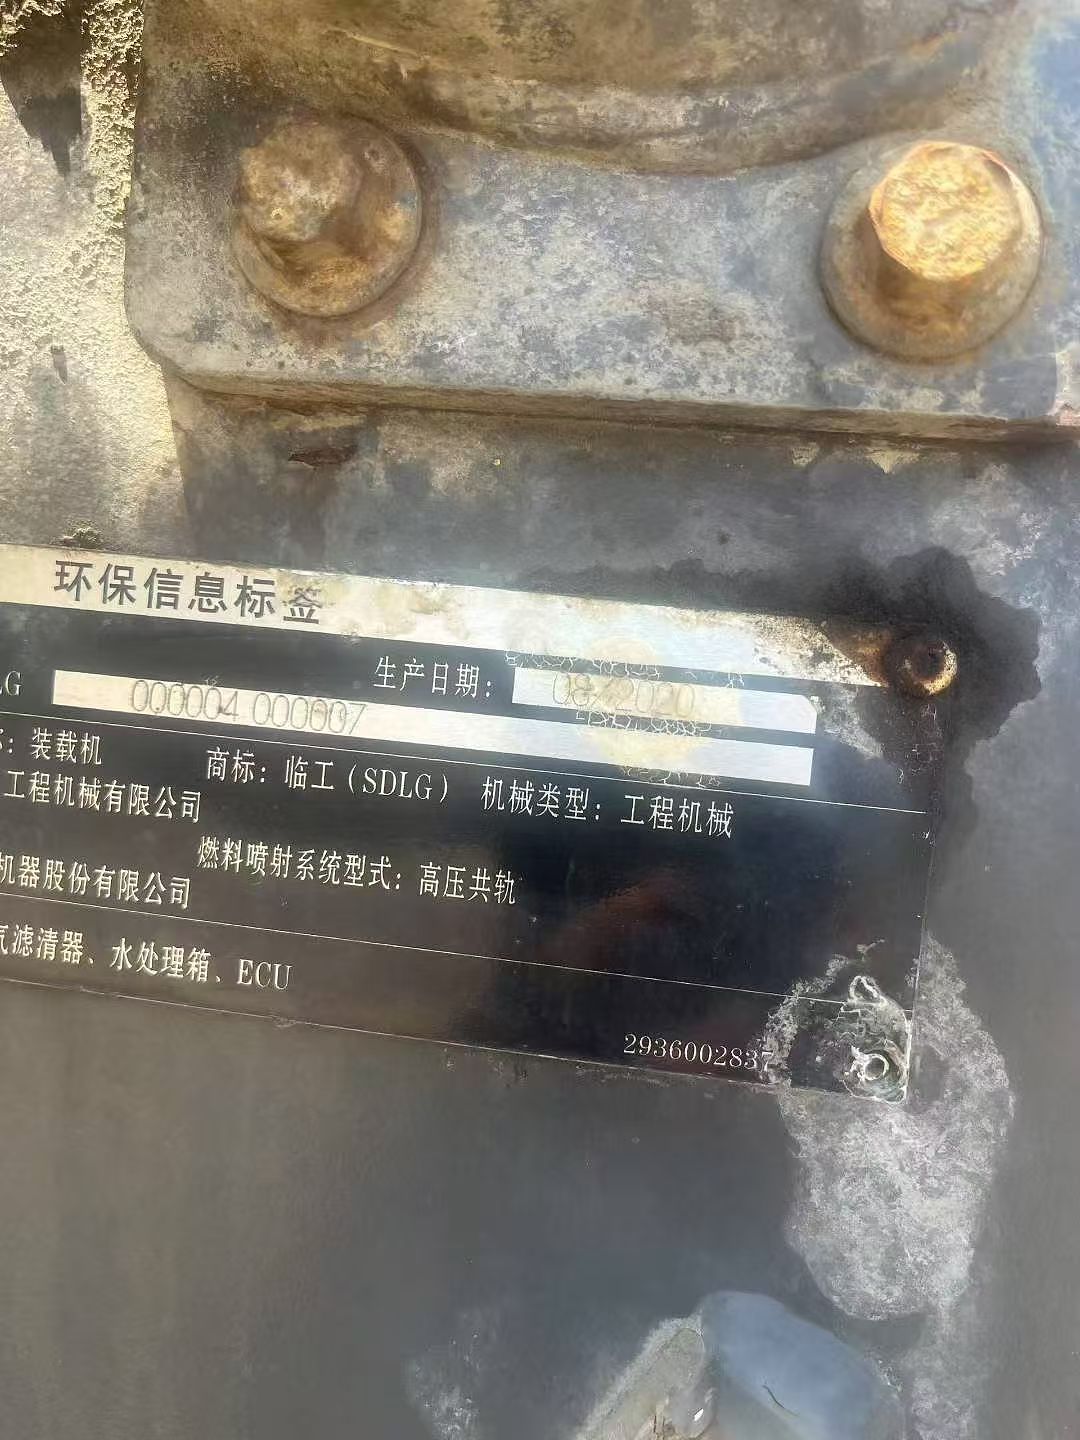 环保信息标签
生产日期: 08/2020
LG 000004 000007
: 装载机 商标: 临工(SDLG) 机械类型: 工程机械
工程机械有限公司
燃料喷射系统型式: 高压共轨
机器股份有限公司
气滤清器、水处理箱、ECU
2936002837